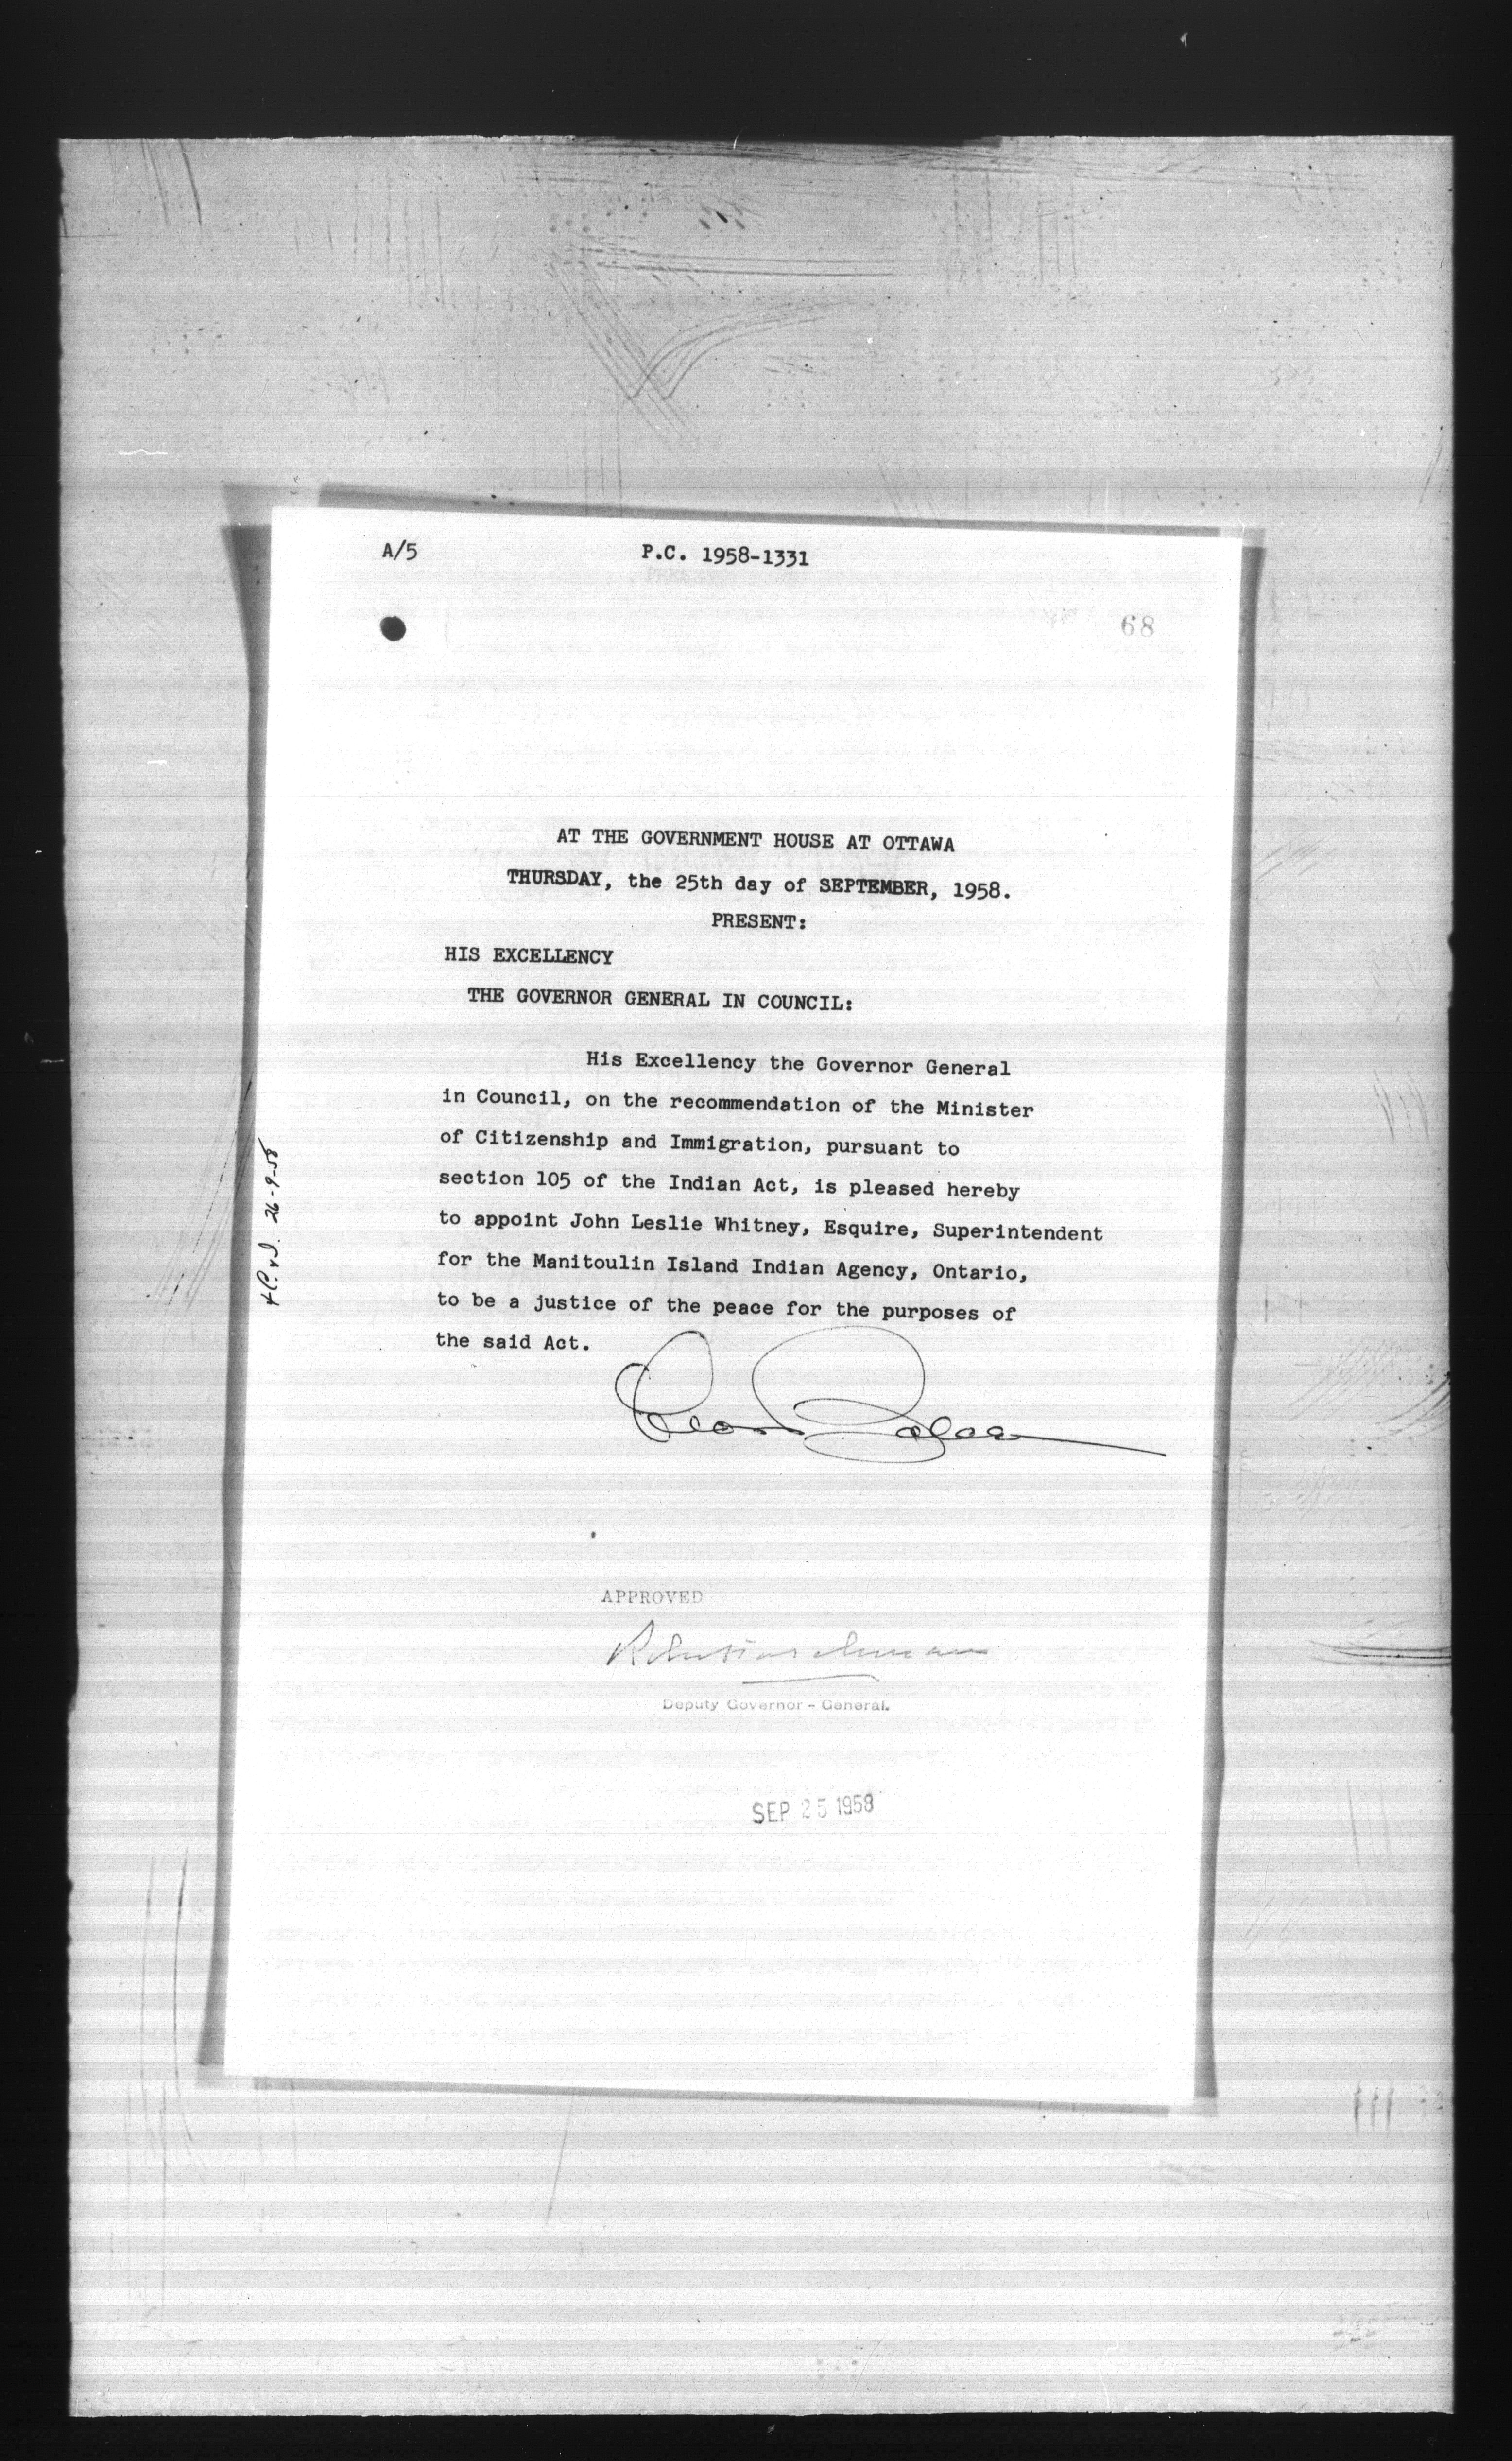 A/5 P.C. 1958-1331
68
AT THE GOVERNMENT HOUSE AT OTTAWA
THURSDAY, the 25th day of SEPTEMBER, 1958.
PRESENT:
HIS EXCELLENCY
THE GOVERNOR GENERAL IN COUNCIL:
His Excellency the Governor General
in Council, on the recommendation of the Minister
of Citizenship and Immigration, pursuant to
section 105 of the Indian Act, is pleased hereby
to appoint John Leslie Whitney, Esquire, Superintendent
for the Manitoulin Island Indian Agency, Ontario,
to be a justice of the peace for the purposes of
the said Act.
APPROVED
Deputy Governor - General.
SEP 25 1958
26-9-58